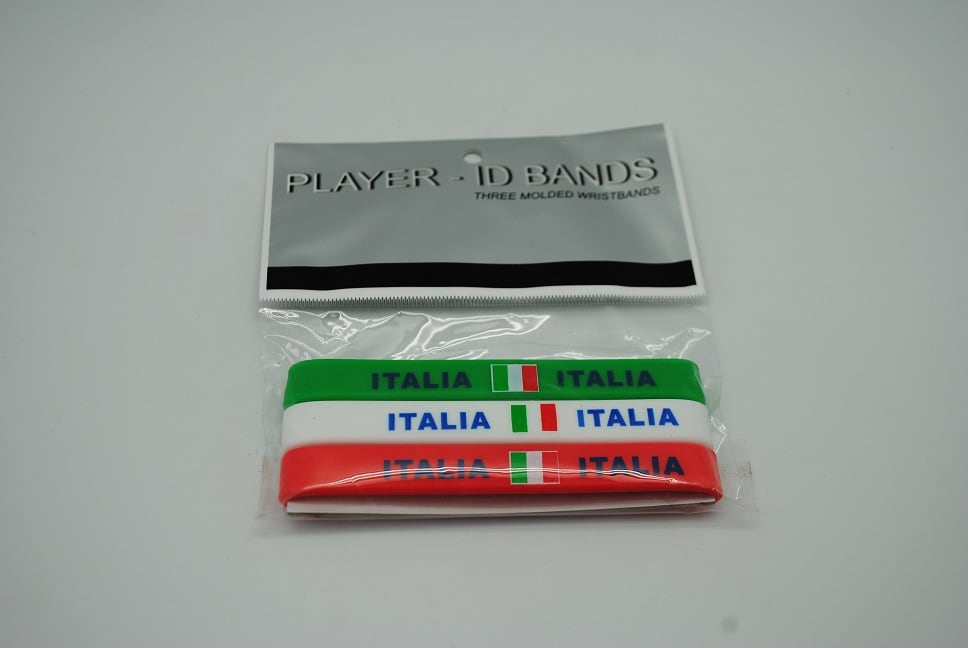 PLAYER - ID BANDS
THREE MOLDED WRISTBANDS
ITALIA ITALIA
ITALIA ITALIA
ITALIA ITALIA